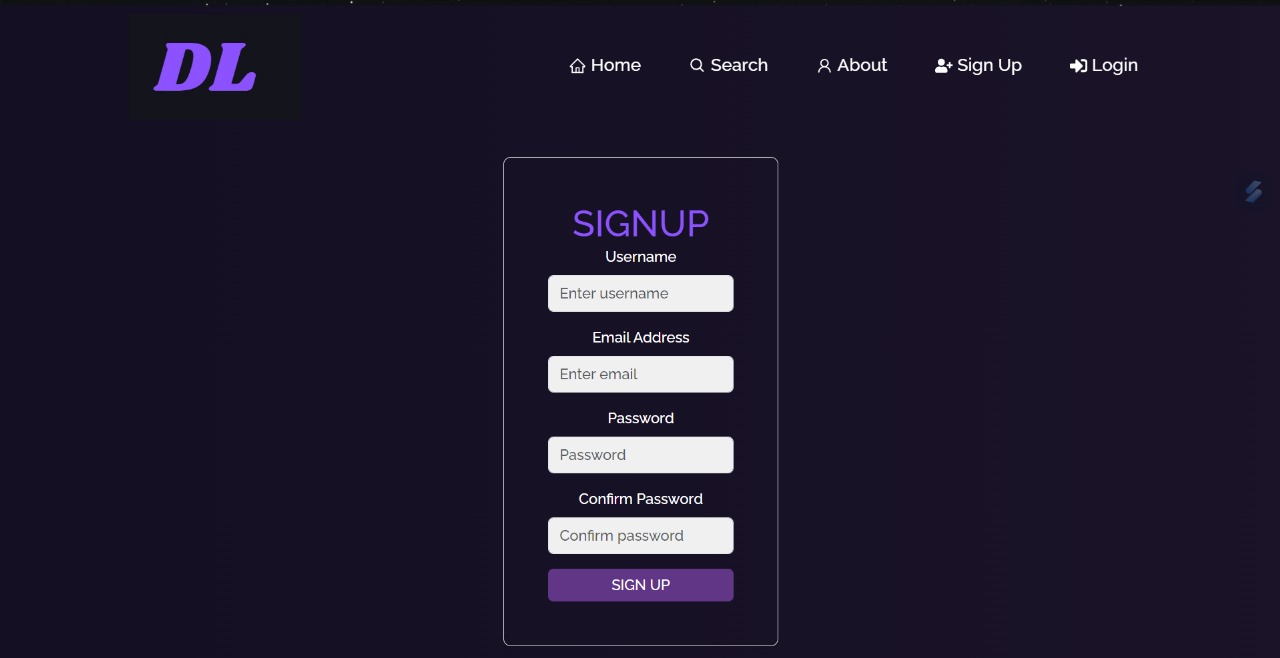 DL
Home Search About Sign Up Login
SIGNUP
Username
Enter username
Email Address
Enter email
Password
Password
Confirm Password
Confirm password
SIGN UP